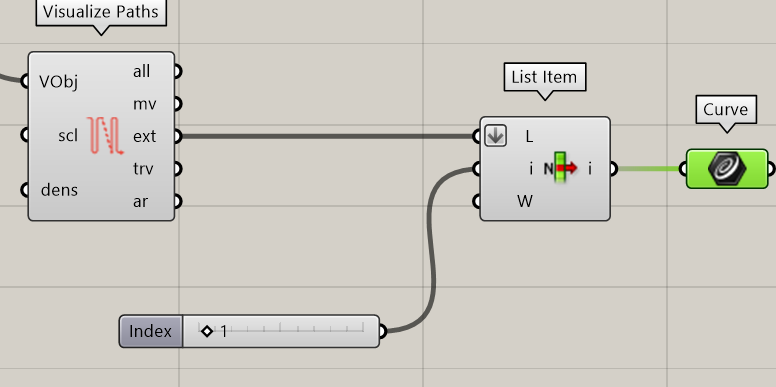 Visualize Paths
VObj
scl
dens
all
mv
ext
trv
ar
List Item
L
i
W
N
i
Curve
Index
1